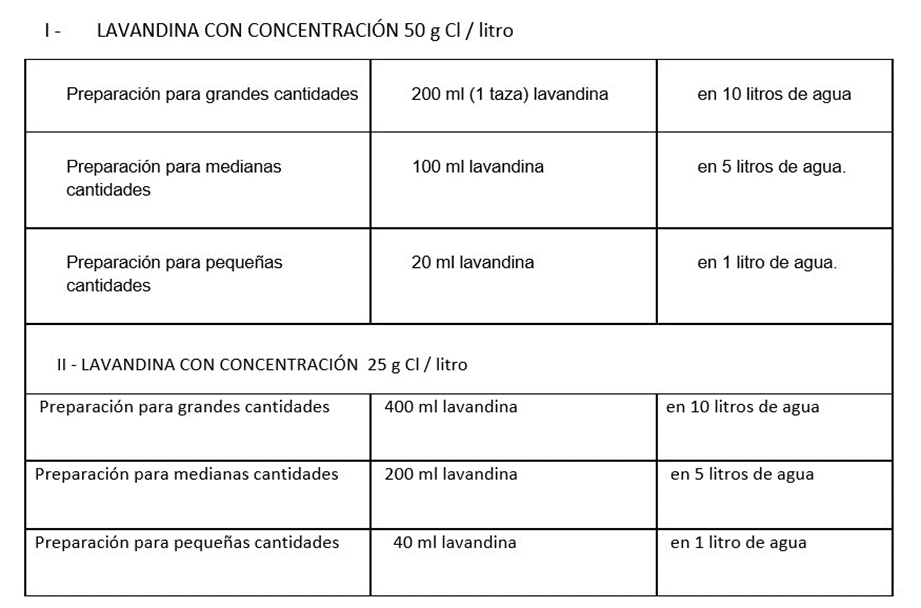 I - LAVANDINA CON CONCENTRACIÓN 50 g Cl / litro
Preparación para grandes cantidades 200 ml (1 taza) lavandina en 10 litros de agua
Preparación para medianas 100 ml lavandina en 5 litros de agua.
cantidades
Preparación para pequeñas 20 ml lavandina en 1 litro de agua.
cantidades
II - LAVANDINA CON CONCENTRACIÓN 25 g Cl / litro
Preparación para grandes cantidades 400 ml lavandina en 10 litros de agua
Preparación para medianas cantidades 200 ml lavandina en 5 litros de agua
Preparación para pequeñas cantidades 40 ml lavandina en 1 litro de agua